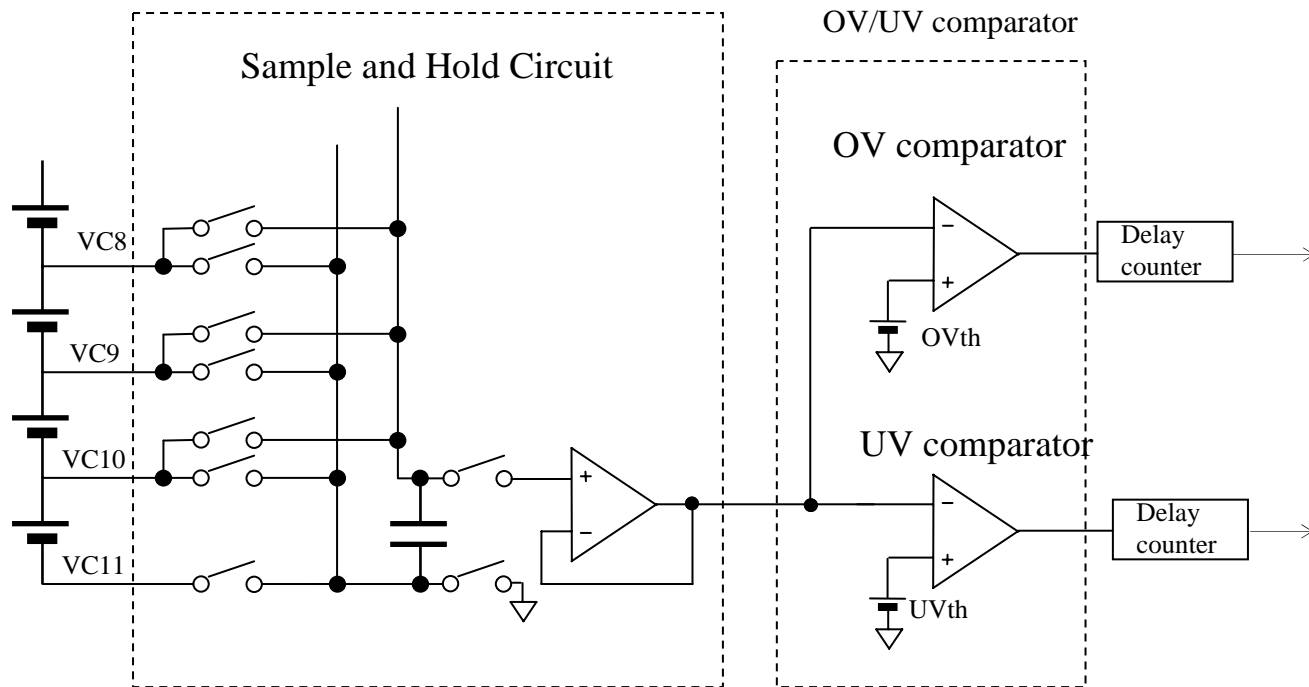 OV/UV comparator
Sample and Hold Circuit
OV comparator
VC8
−
+
Delay
counter
OVth
VC9
UV comparator
VC10
+
−
−
+
Delay
counter
VC11
UVth